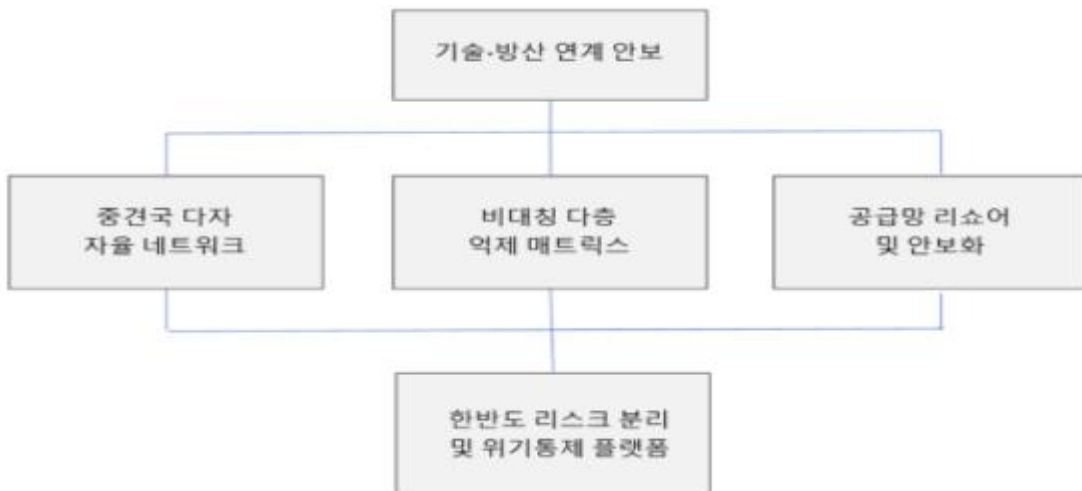 기술·방산 연계 안보
중견국 다자
자율 네트워크
비대칭 다층
억제 매트릭스
공급망 리쇼어
및 안보화
한반도 리스크 분리
및 위기통제 플랫폼